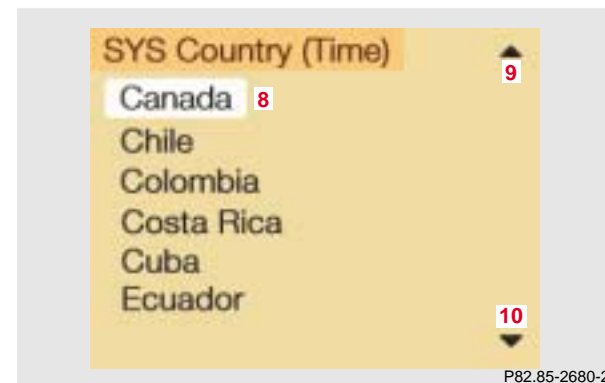 SYS Country (Time)
9
Canada 8
Chile
Colombia
Costa Rica
Cuba
Ecuador
10
P82.85-2680-2